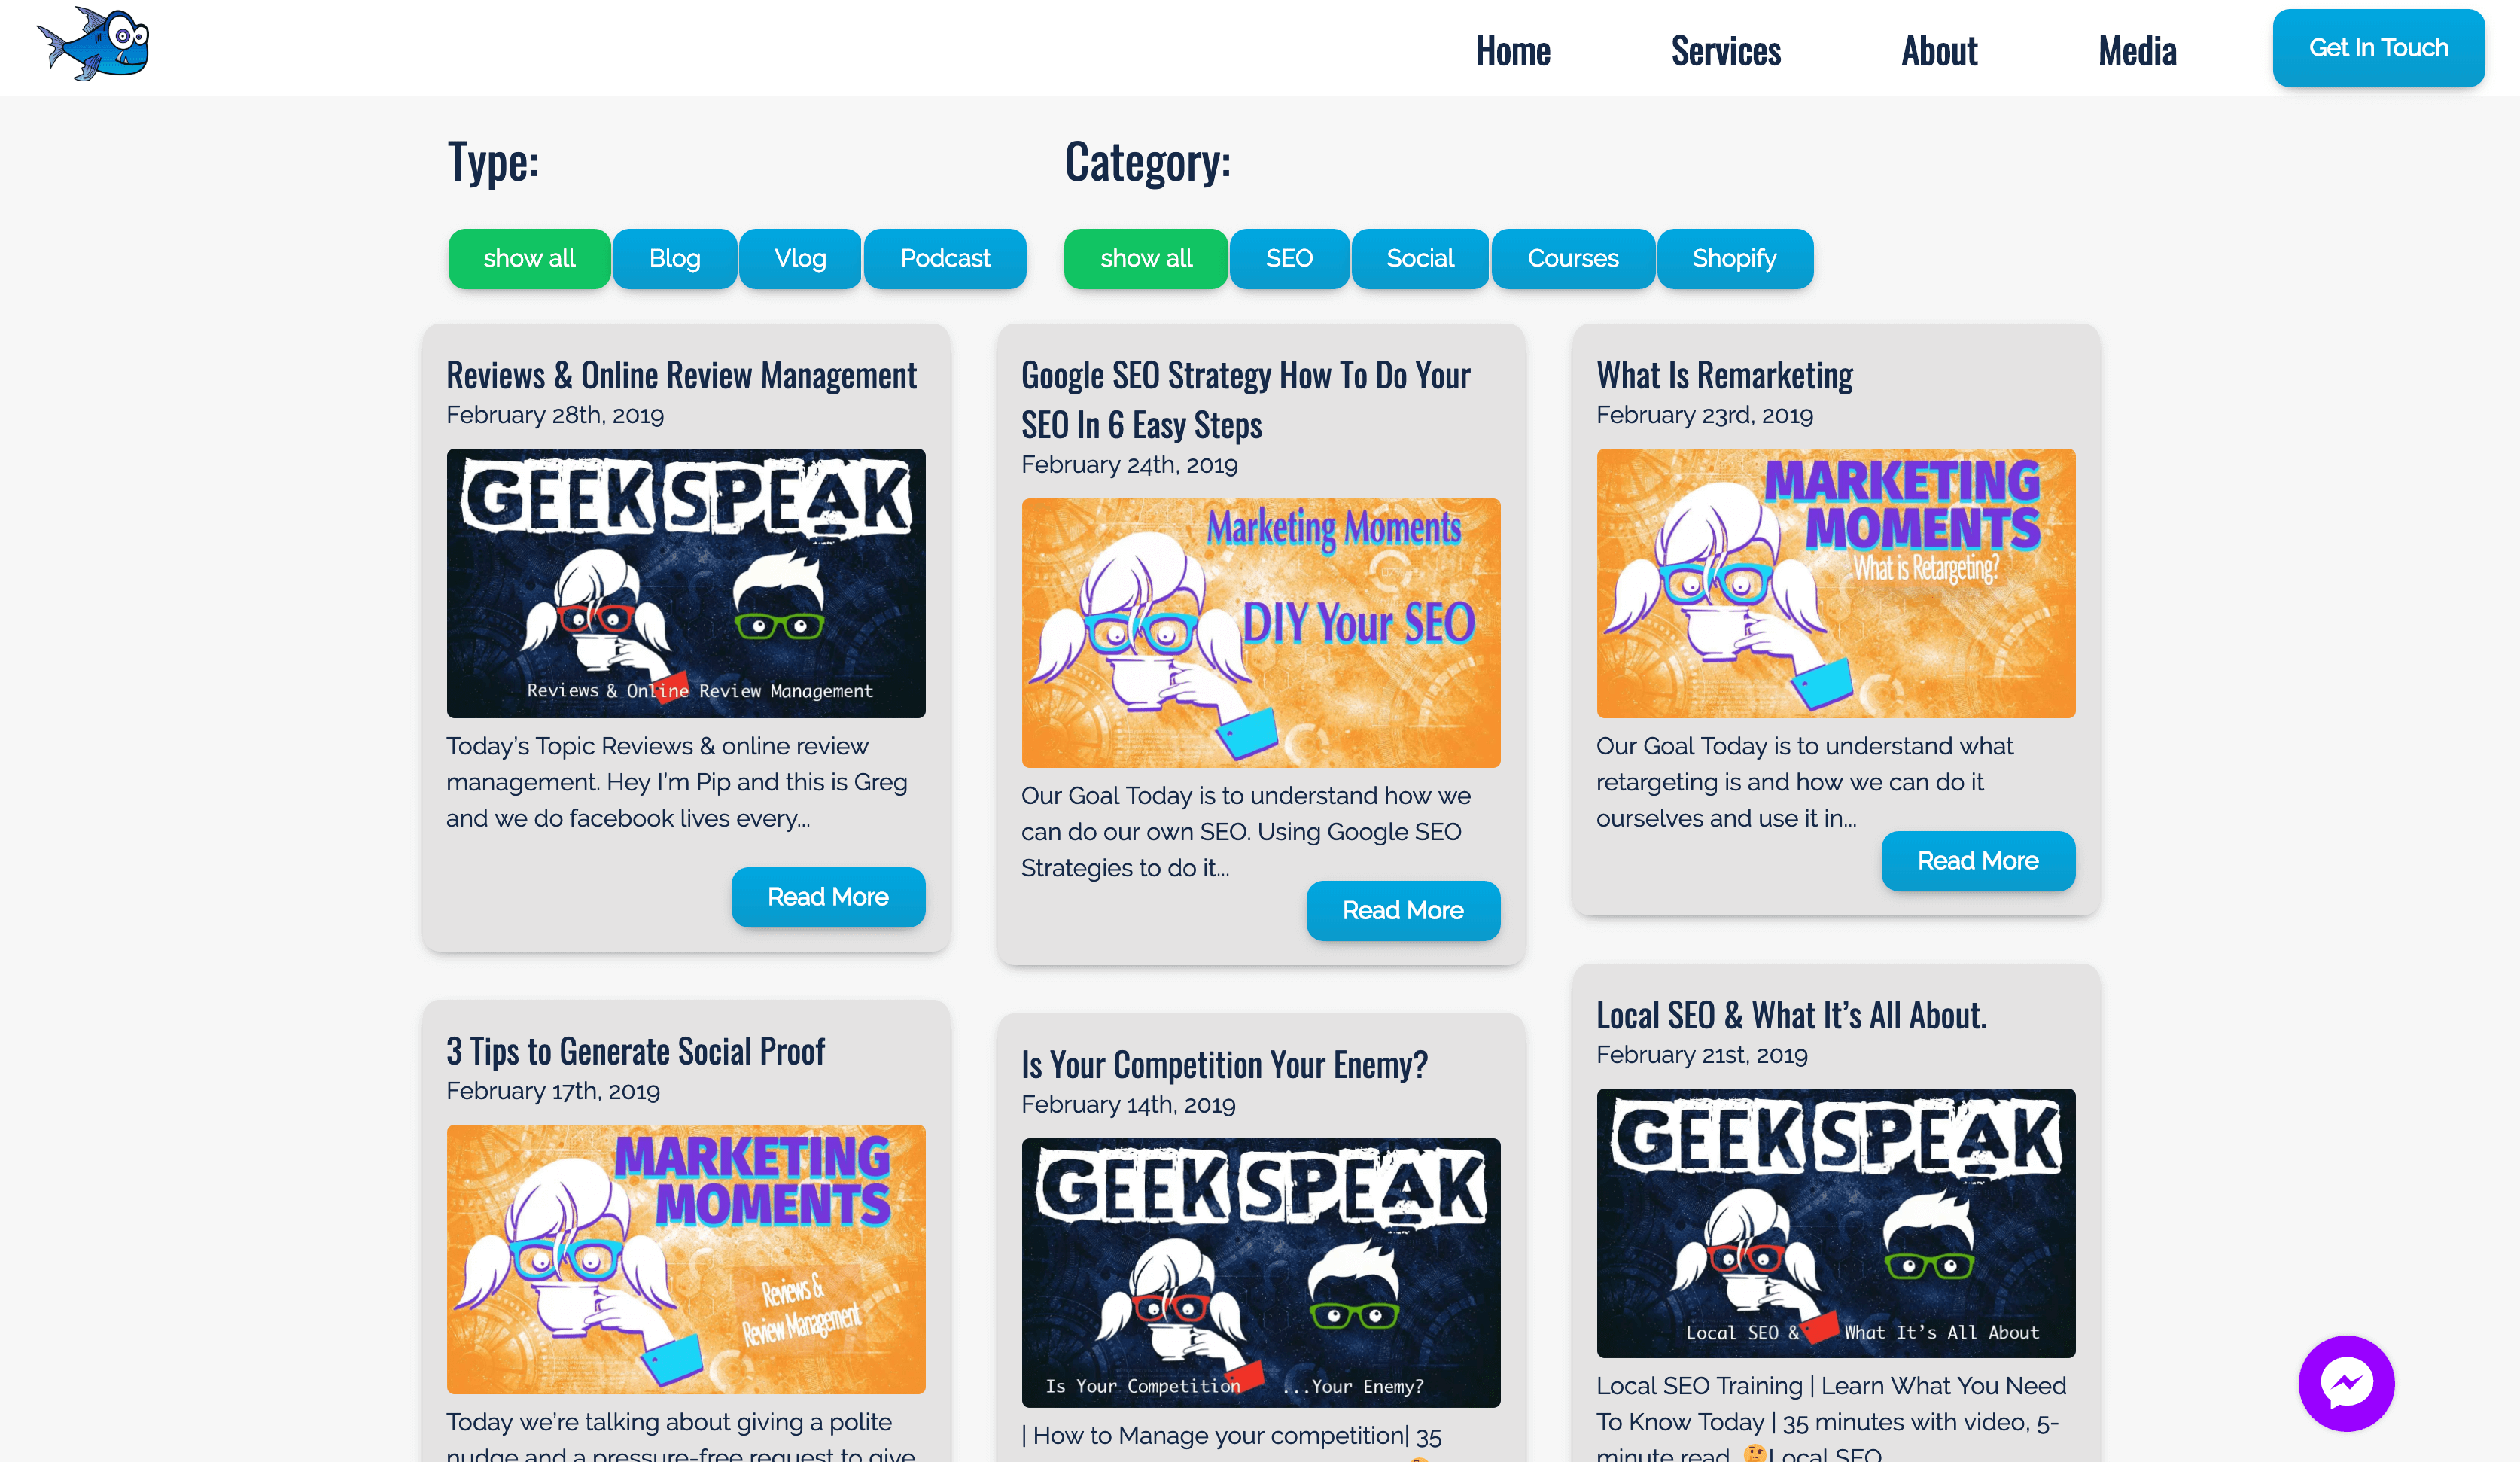 Home
Services
About
Media
Get In Touch
Type:
Category:
show all
Blog
Vlog
Podcast
show all
SEO
Social
Courses
Shopify
Reviews & Online Review Management
February 28th, 2019
GEEK SPEAK
Reviews & Online Review Management
Today’s Topic Reviews & online review
management. Hey I’m Pip and this is Greg
and we do facebook lives every...
Read More
Google SEO Strategy How To Do Your
SEO In 6 Easy Steps
February 24th, 2019
Marketing Moments
DIY Your SEO
Our Goal Today is to understand how we
can do our own SEO. Using Google SEO
Strategies to do it...
Read More
What Is Remarketing
February 23rd, 2019
MARKETING
MOMENTS
What is Retargeting?
Our Goal Today is to understand what
retargeting is and how we can do it
ourselves and use it in...
Read More
3 Tips to Generate Social Proof
February 17th, 2019
MARKETING
MOMENTS
Reviews &
Review Management
Today we’re talking about giving a polite
nudge and a pressure-free request to give
Is Your Competition Your Enemy?
February 14th, 2019
GEEK SPEAK
Is Your Competition ...Your Enemy?
| How to Manage your competition| 35
Local SEO & What It’s All About.
February 21st, 2019
GEEK SPEAK
Local SEO & What It’s All About
Local SEO Training | Learn What You Need
To Know Today | 35 minutes with video, 5-
minute read. 🤔Local SEO